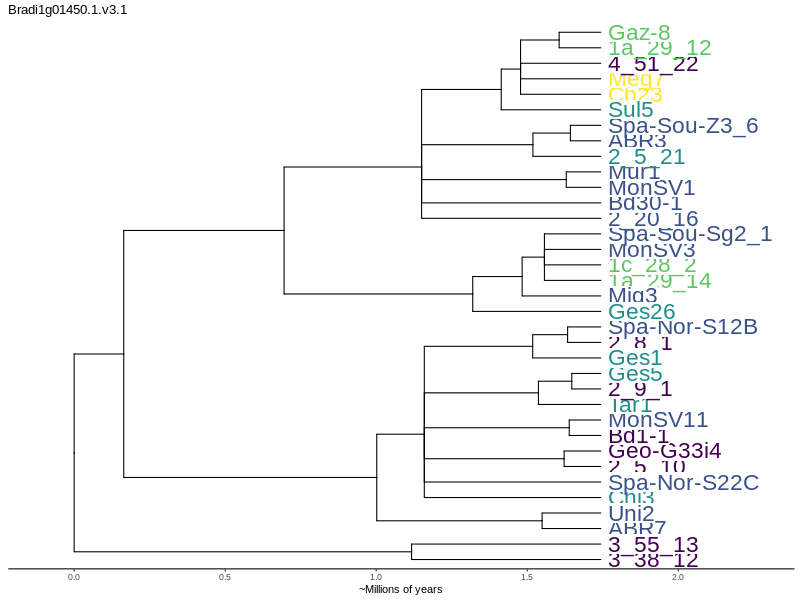 Bradi1g01450.1.v3.1
Gaz-8
1a_29_12
4_51_22
Meg7
Cb23
Sul5
Spa-Sou-Z3_6
ABR3
2_5_21
Mur1
MonSV1
Bd30-1
2_20_16
Spa-Sou-Sg2_1
MonSV3
1c_28_2
1a_29_14
Mig3
Ges26
Spa-Nor-S12B
2_8_1
Ges1
Ges5
2_9_1
Tar1
MonSV11
Bd1-1
Geo-G33i4
2_5_10
Spa-Nor-S22C
Uni2
ABR7
3_55_13
3_38_12
0.0 0.5 1.0 1.5 2.0
~Millions of years